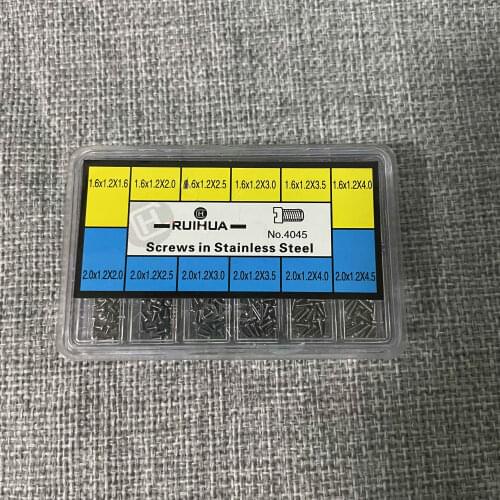 1.6x1.2X1.6 1.6x1.2X2.0 1.6x1.2X2.5 1.6x1.2X3.0 1.6x1.2X3.5 1.6x1.2X4.0
H
RUIHUA
No.4045
Screws in Stainless Steel
2.0x1.2X2.0 2.0x1.2X2.5 2.0x1.2X3.0 2.0x1.2X3.5 2.0x1.2X4.0 2.0x1.2X4.5